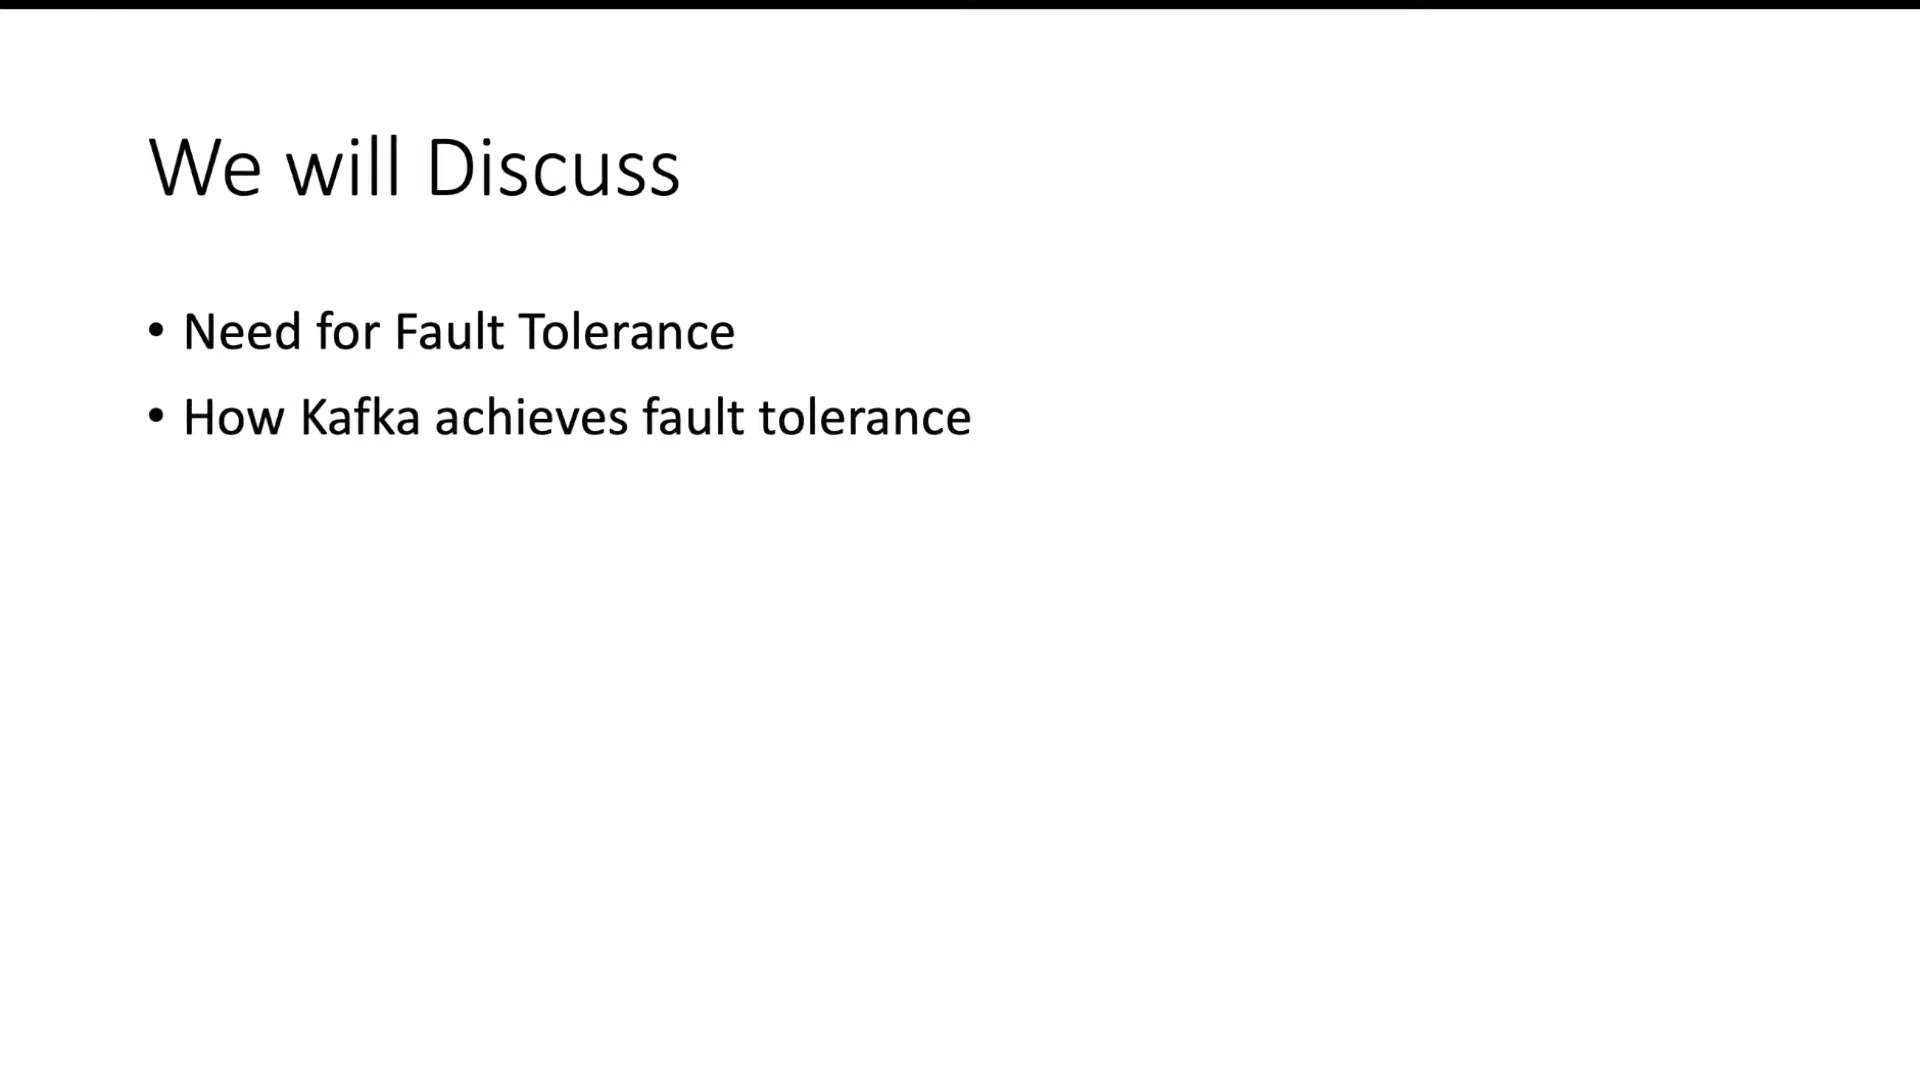 We will Discuss
• Need for Fault Tolerance
• How Kafka achieves fault tolerance